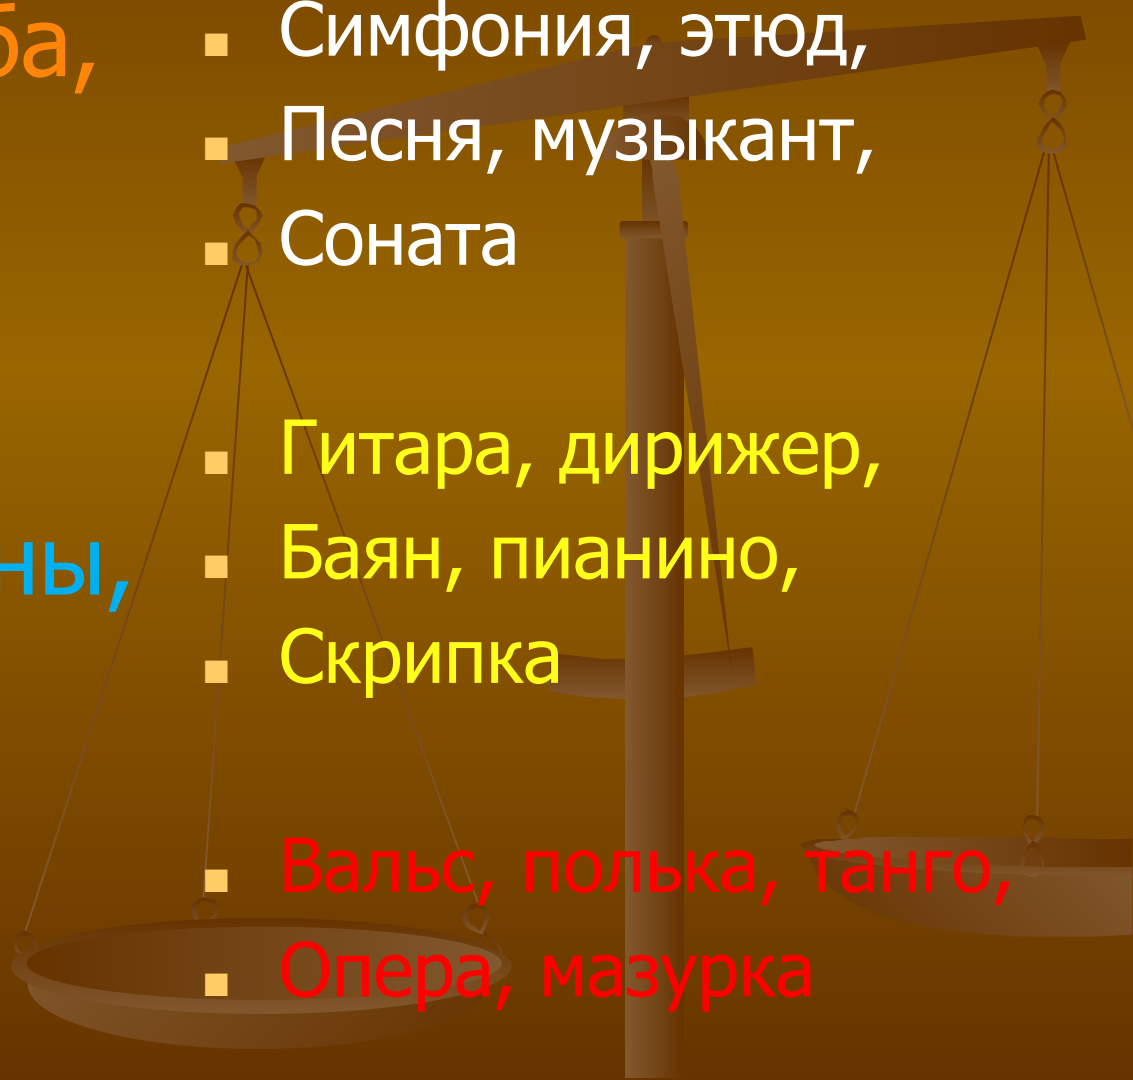 Симфония, этюд,
Песня, музыкант,
Соната
Гитара, дирижер,
Баян, пианино,
Скрипка
Вальс, полька, танго,
Опера, мазурка